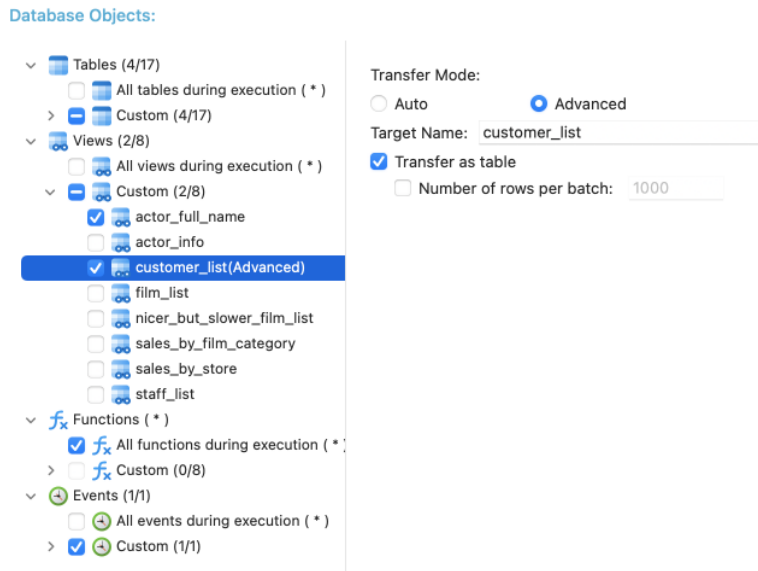 Database Objects:
Tables (4/17)
All tables during execution ( * )
Custom (4/17)
Views (2/8)
All views during execution ( * )
Custom (2/8)
actor_full_name
actor_info
customer_list(Advanced)
film_list
nicer_but_slower_film_list
sales_by_film_category
sales_by_store
staff_list
fx Functions ( * )
fx All functions during execution ( *
fx Custom (0/8)
Events (1/1)
All events during execution ( * )
Custom (1/1)
Transfer Mode:
Auto Advanced
Target Name: customer_list
Transfer as table
Number of rows per batch: 1000